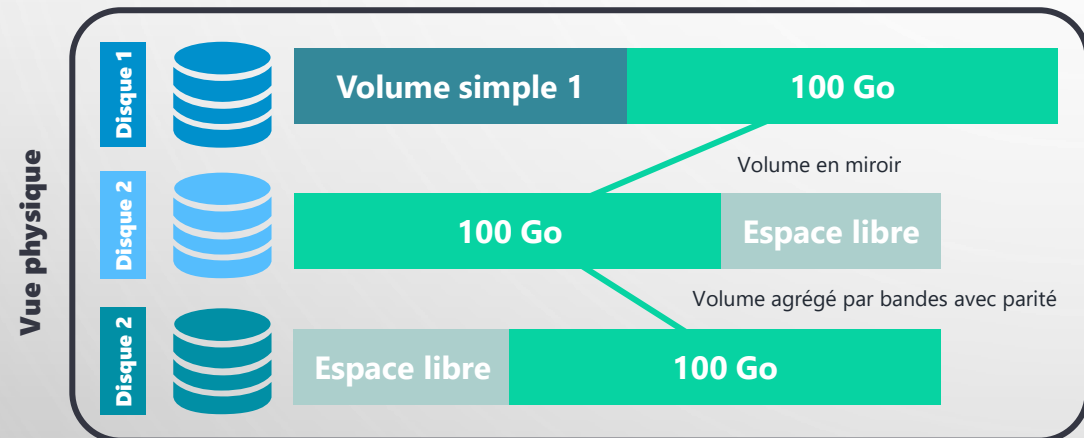 Vue physique
Disque 1
Volume simple 1
100 Go
Volume en miroir
Disque 2
100 Go
Espace libre
Volume agrégé par bandes avec parité
Disque 2
Espace libre
100 Go